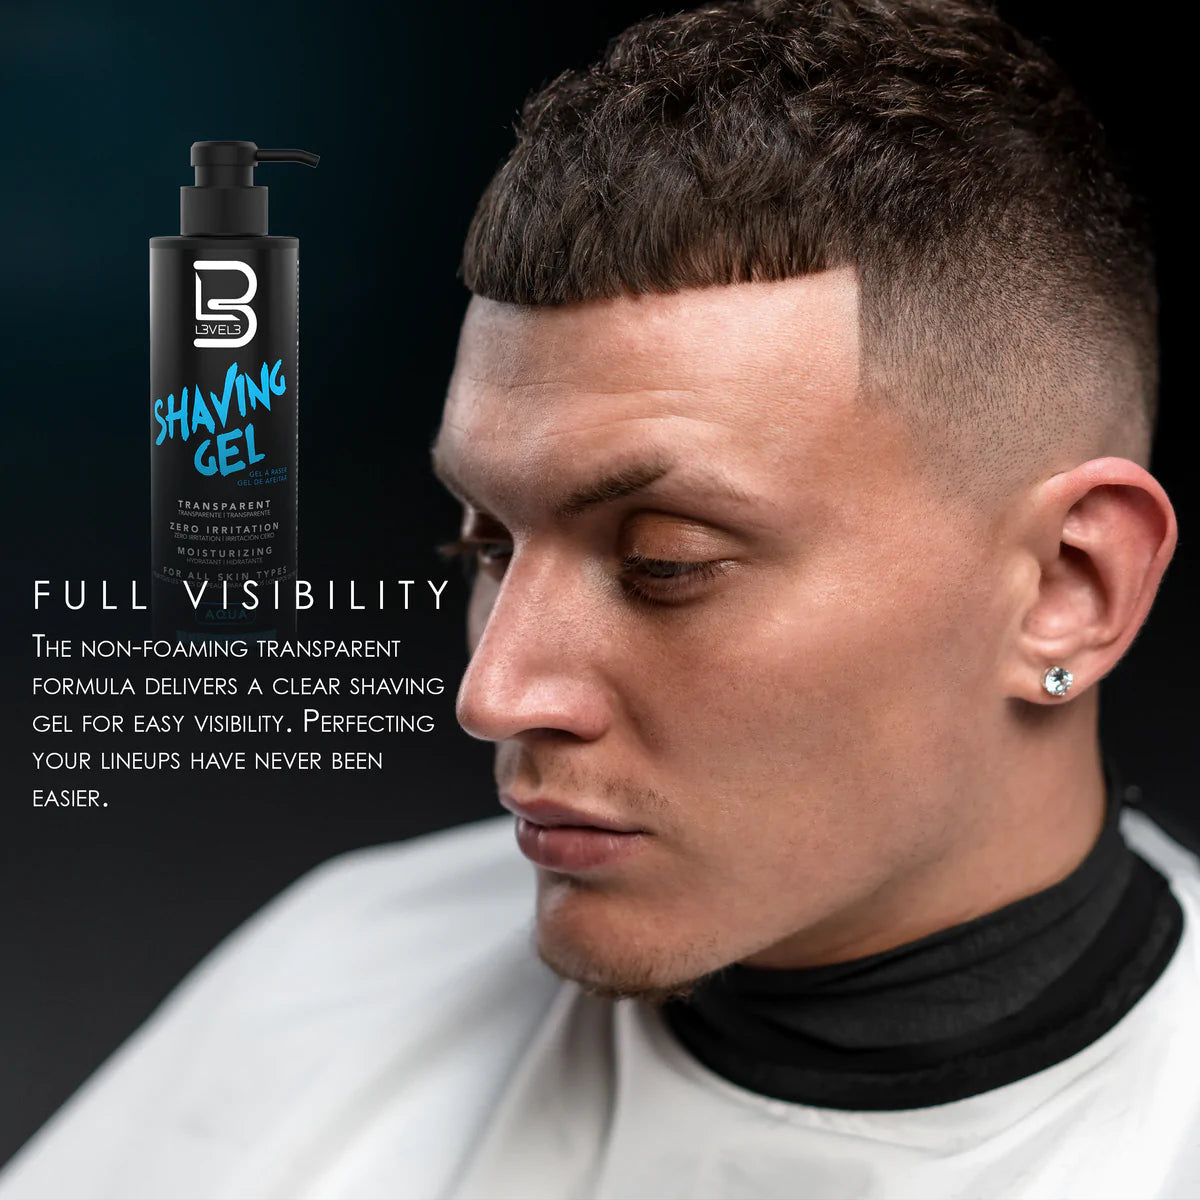 L3VEL3
SHAVING
GEL
GEL À RASER
GEL DE AFEITAR
TRANSPARENT
TRANSPARENTE | TRANSPARENTE
ZERO IRRITATION
ZÉRO IRRITATION | IRRITACIÓN CERO
MOISTURIZING
HYDRATANT | HIDRATANTE
FOR ALL SKIN TYPES
AQUA
FULL VISIBILITY
THE NON-FOAMING TRANSPARENT
FORMULA DELIVERS A CLEAR SHAVING
GEL FOR EASY VISIBILITY. PERFECTING
YOUR LINEUPS HAVE NEVER BEEN
EASIER.